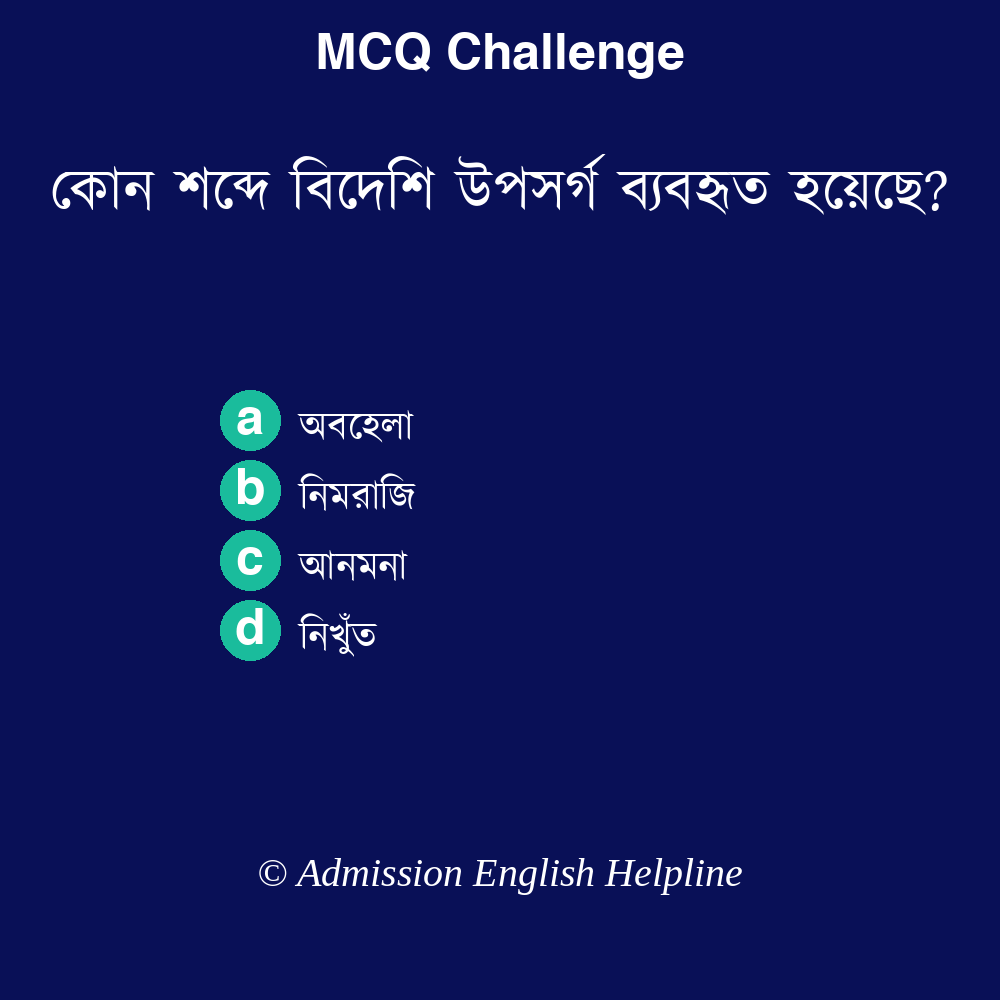 MCQ Challenge
কোন শব্দে বিদেশি উপসর্গ ব্যবহৃত হয়েছে?
a অবহেলা
b নিমরাজি
c আনমনা
d নিখুঁত
© Admission English Helpline